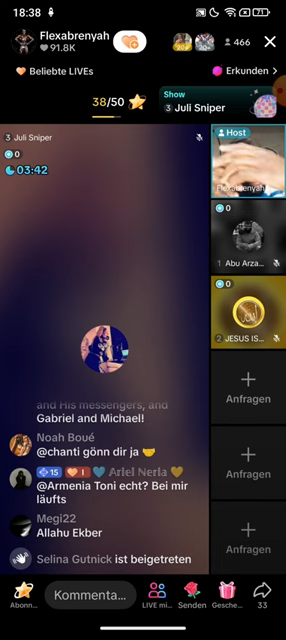 18:38
71
Flexabrenyah
91.8K
466
Beliebte LIVEs
Erkunden >
38/50
Show
3 Juli Sniper
3 Juli Sniper
0
03:42
Host
Flexabrenyah
0
1 Abu Arza...
0
2 JESUS IS...
Anfragen
Anfragen
Anfragen
and His messengers, and
Gabriel and Michael!
Noah Boué
@chanti gönn dir ja
15 1 Ariel Nerla
@Armenia Toni echt? Bei mir
läufts
Megi22
Allahu Ekber
Selina Gutnick ist beigetreten
Abonn...
Kommenta...
LIVE mi...
Senden
Gesche...
33